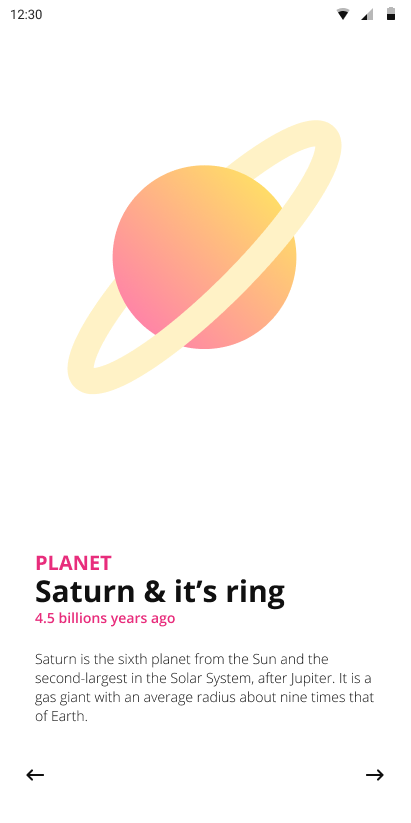 12:30
PLANET
Saturn & it’s ring
4.5 billions years ago
Saturn is the sixth planet from the Sun and the
second-largest in the Solar System, after Jupiter. It is a
gas giant with an average radius about nine times that
of Earth.